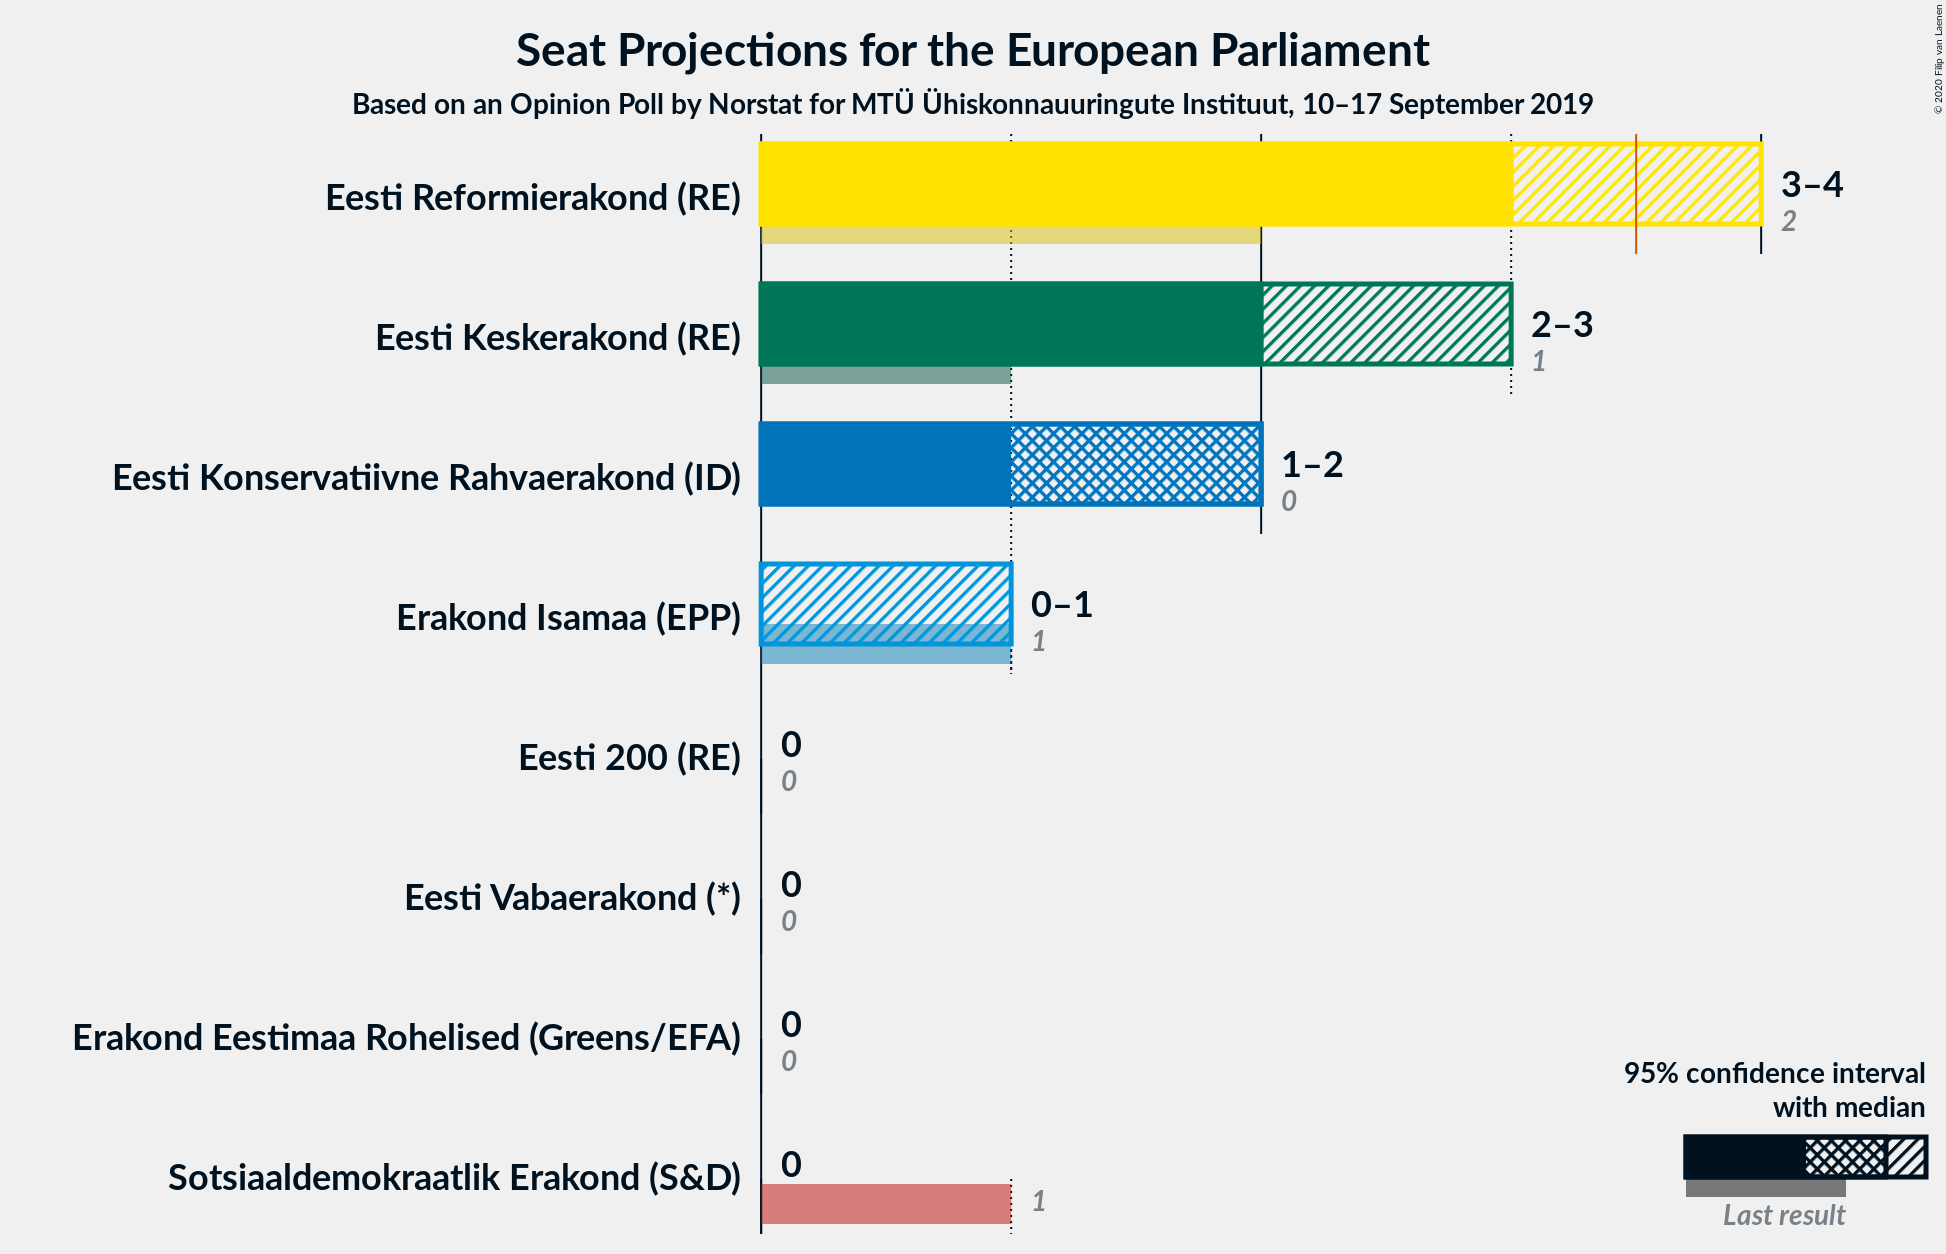 Seat Projections for the European Parliament
Based on an Opinion Poll by Norstat for MTÜ Ühiskonnauuringute Instituut, 10–17 September 2019
© 2020 Filip van Laenen
Eesti Reformierakond (RE)
3–4
2
Eesti Keskerakond (RE)
2–3
1
Eesti Konservatiivne Rahvaerakond (ID)
1–2
0
Erakond Isamaa (EPP)
0–1
1
Eesti 200 (RE)
0
0
Eesti Vabaerakond (*)
0
0
Erakond Eestimaa Rohelised (Greens/EFA)
0
0
Sotsiaaldemokraatlik Erakond (S&D)
0
1
95% confidence interval
with median
Last result